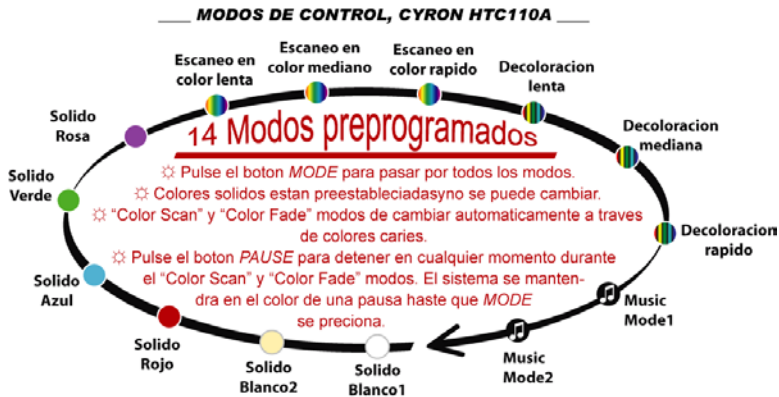 MODOS DE CONTROL, CYRON HTC110A
Escaneo en
color lenta
Escaneo en
color mediano
Escaneo en
color rapido
Decoloracion
lenta
Decoloracion
mediana
Decoloracion
rapido
Music
Mode1
Music
Mode2
Solido
Blanco1
Solido
Blanco2
Solido
Rojo
Solido
Azul
Solido
Verde
Solido
Rosa
14 Modos preprogramados
☼ Pulse el boton MODE para pasar por todos los modos.
☼ Colores solidos estan preestableciadasyno se puede cambiar.
☼ “Color Scan” y “Color Fade” modos de cambiar automaticamente a traves
de colores caries.
☼ Pulse el boton PAUSE para detener en cualquier momento durante
el “Color Scan” y “Color Fade” modos. El sistema se manten-
dra en el color de una pausa haste que MODE
se preciona.